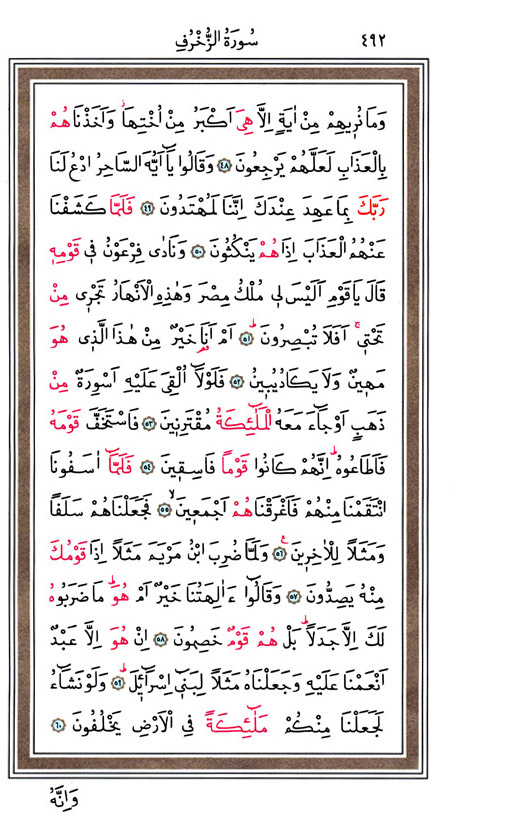 ٤٩٢
سُورَةُ الزُّخْرُفِ
وَمَا نُرِيهِمْ مِنْ اٰيَةٍ اِلَّا هِىَ اَكْبَرُ مِنْ اُخْتِهَاۘ وَاَخَذْنَاهُمْ
بِالْعَذَابِ لَعَلَّهُمْ يَرْجِعُونَ ﴿٤٨﴾ وَقَالُوا يَٓا اَيُّهَ السَّاحِرُ ادْعُ لَنَا
رَبَّكَ بِمَا عَهِدَ عِنْدَكَ اِنَّنَا لَمُهْتَدُونَ ﴿٤٩﴾ فَلَمَّا كَشَفْنَا
عَنْهُمُ الْعَذَابَ اِذَا هُمْ يَنْكُثُونَ ﴿٥٠﴾ وَنَادٰى فِرْعَوْنُ ف۪ى قَوْمِه۪
قَالَ يَا قَوْمِ اَلَيْسَ ل۪ى مُلْكُ مِصْرَ وَهٰذِهِ الْاَنْهَارُ تَجْر۪ى مِنْ
تَحْت۪ىۚ اَفَلَا تُبْصِرُونَۜ ﴿٥١﴾ اَمْ اَنَا۬ خَيْرٌ مِنْ هٰذَا الَّذ۪ى هُوَ
مَه۪ينٌ وَلَا يَكَادُ يُب۪ينُ ﴿٥٢﴾ فَلَوْلَٓا اُلْقِىَ عَلَيْهِ اَسْوِرَةٌ مِنْ
ذَهَبٍ اَوْ جَٓاءَ مَعَهُ الْمَلٰٓئِكَةُ مُقْتَرِن۪ينَ ﴿٥٣﴾ فَاسْتَخَفَّ قَوْمَهُ
فَاَطَاعُوهُۜ اِنَّهُمْ كَانُوا قَوْمًا فَاسِق۪ينَ ﴿٥٤﴾ فَلَمَّٓا اٰسَفُونَا
انْتَقَمْنَا مِنْهُمْ فَاَغْرَقْنَاهُمْ اَجْمَع۪ينَۙ ﴿٥٥﴾ فَجَعَلْنَاهُمْ سَلَفًا
وَمَثَلًا لِلْاٰخِر۪ينَ۟ ﴿٥٦﴾ وَلَمَّا ضُرِبَ ابْنُ مَرْيَمَ مَثَلًا اِذَا قَوْمُكَ
مِنْهُ يَصِدُّونَ ﴿٥٧﴾ وَقَالُٓوا ءَاٰلِهَتُنَا خَيْرٌ اَمْ هُوَۜ مَا ضَرَبُوهُ
لَكَ اِلَّا جَدَلًاۜ بَلْ هُمْ قَوْمٌ خَصِمُونَ ﴿٥٨﴾ اِنْ هُوَ اِلَّا عَبْدٌ
اَنْعَمْنَا عَلَيْهِ وَجَعَلْنَاهُ مَثَلًا لِبَن۪ٓى اِسْرَٓائ۪لَۜ ﴿٥٩﴾ وَلَوْ نَشَٓاءُ
لَجَعَلْنَا مِنْكُمْ مَلٰٓئِكَةً فِى الْاَرْضِ يَخْلُفُونَ ﴿٦٠﴾
وَاِنَّهُ